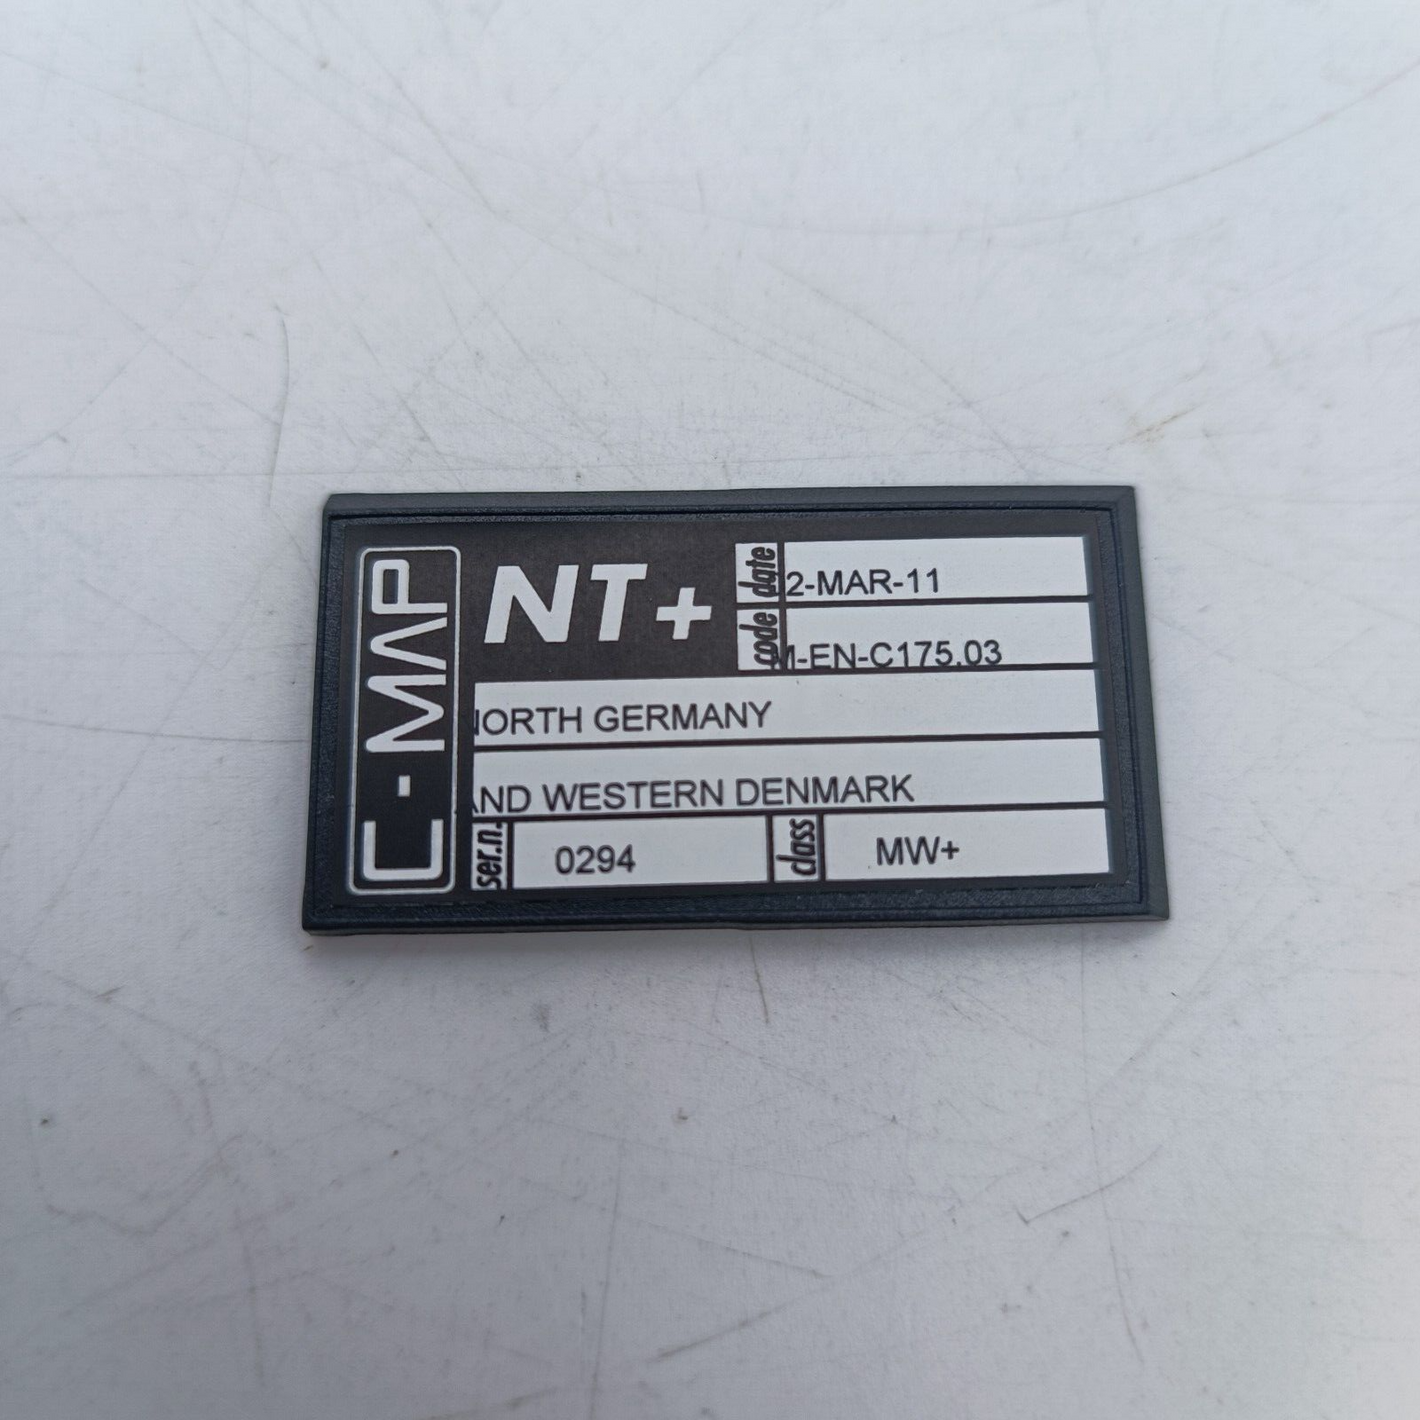 C-MAP
NT+
date 2-MAR-11
code M-EN-C175.03
NORTH GERMANY
AND WESTERN DENMARK
ser.n. 0294 class MW+